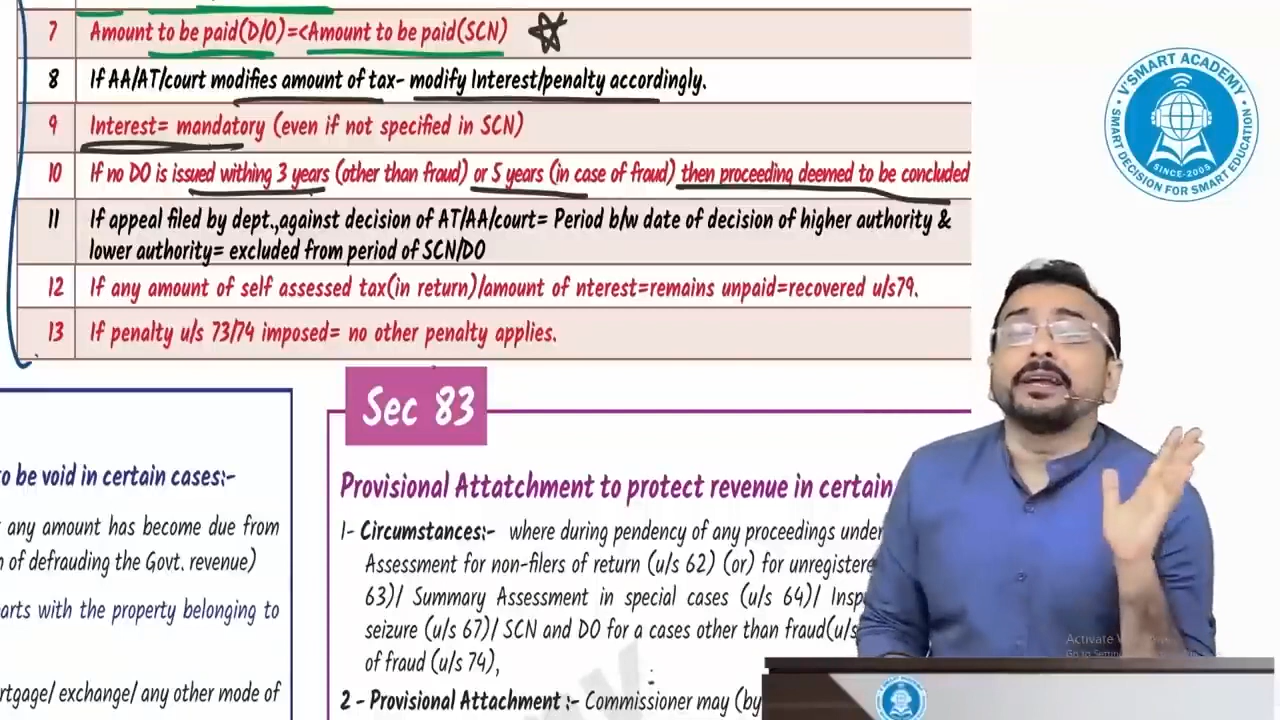 7 Amount to be paid(D/O)=<Amount to be paid(SCN)
8 If AA/AT/court modifies amount of tax- modify Interest/penalty accordingly.
9 Interest= mandatory (even if not specified in SCN)
10 If no DO is issued withing 3 years (other than fraud) or 5 years (in case of fraud) then proceeding deemed to be concluded
11 If appeal filed by dept.,against decision of AT/AA/court= Period b/w date of decision of higher authority &
lower authority= excluded from period of SCN/DO
12 If any amount of self assessed tax(in return)/amount of nterest=remains unpaid=recovered u/s79.
13 If penalty u/s 73/74 imposed= no other penalty applies.
to be void in certain cases:-
any amount has become due from
n of defrauding the Govt. revenue)
arts with the property belonging to
rtgage/ exchange/ any other mode of
Sec 83
Provisional Attatchment to protect revenue in certain
1- Circumstances:- where during pendency of any proceedings under
Assessment for non-filers of return (u/s 62) (or) for unregistere
63)/ Summary Assessment in special cases (u/s 64)/ Insp
seizure (u/s 67)/ SCN and DO for a cases other than fraud(u/s
of fraud (u/s 74),
2 - Provisional Attachment :- Commissioner may (by
V'SMART ACADEMY
SINCE-2005
SMART DECISION FOR SMART EDUCATION
Activate